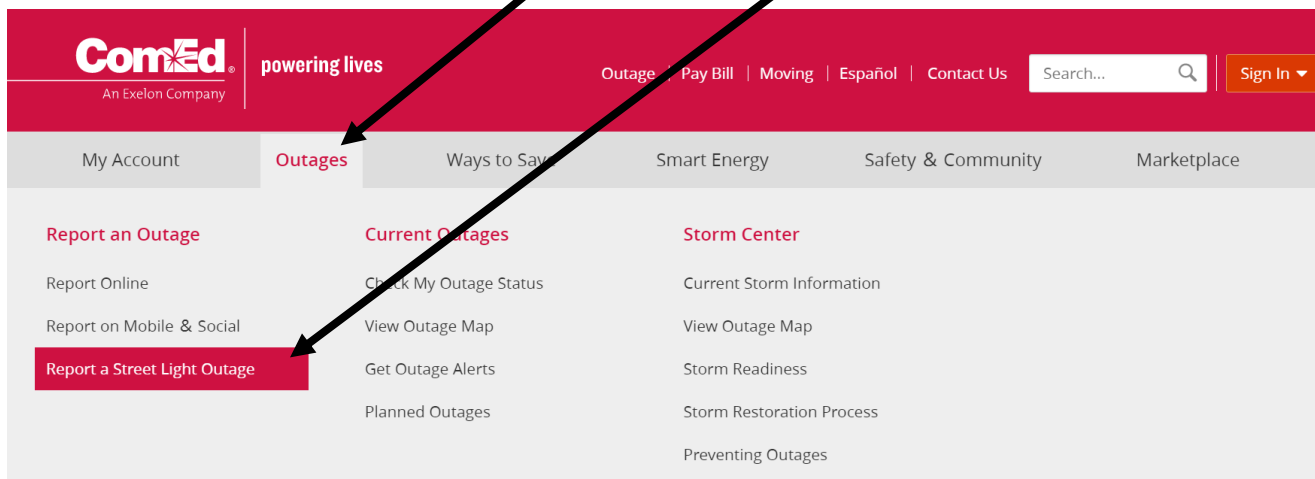 ComEd® powering lives
An Exelon Company
Outage | Pay Bill | Moving | Español | Contact Us Search... Sign In
My Account Outages Ways to Save Smart Energy Safety & Community Marketplace
Report an Outage Current Outages Storm Center
Report Online Check My Outage Status Current Storm Information
Report on Mobile & Social View Outage Map View Outage Map
Report a Street Light Outage Get Outage Alerts Storm Readiness
Planned Outages Storm Restoration Process
Preventing Outages